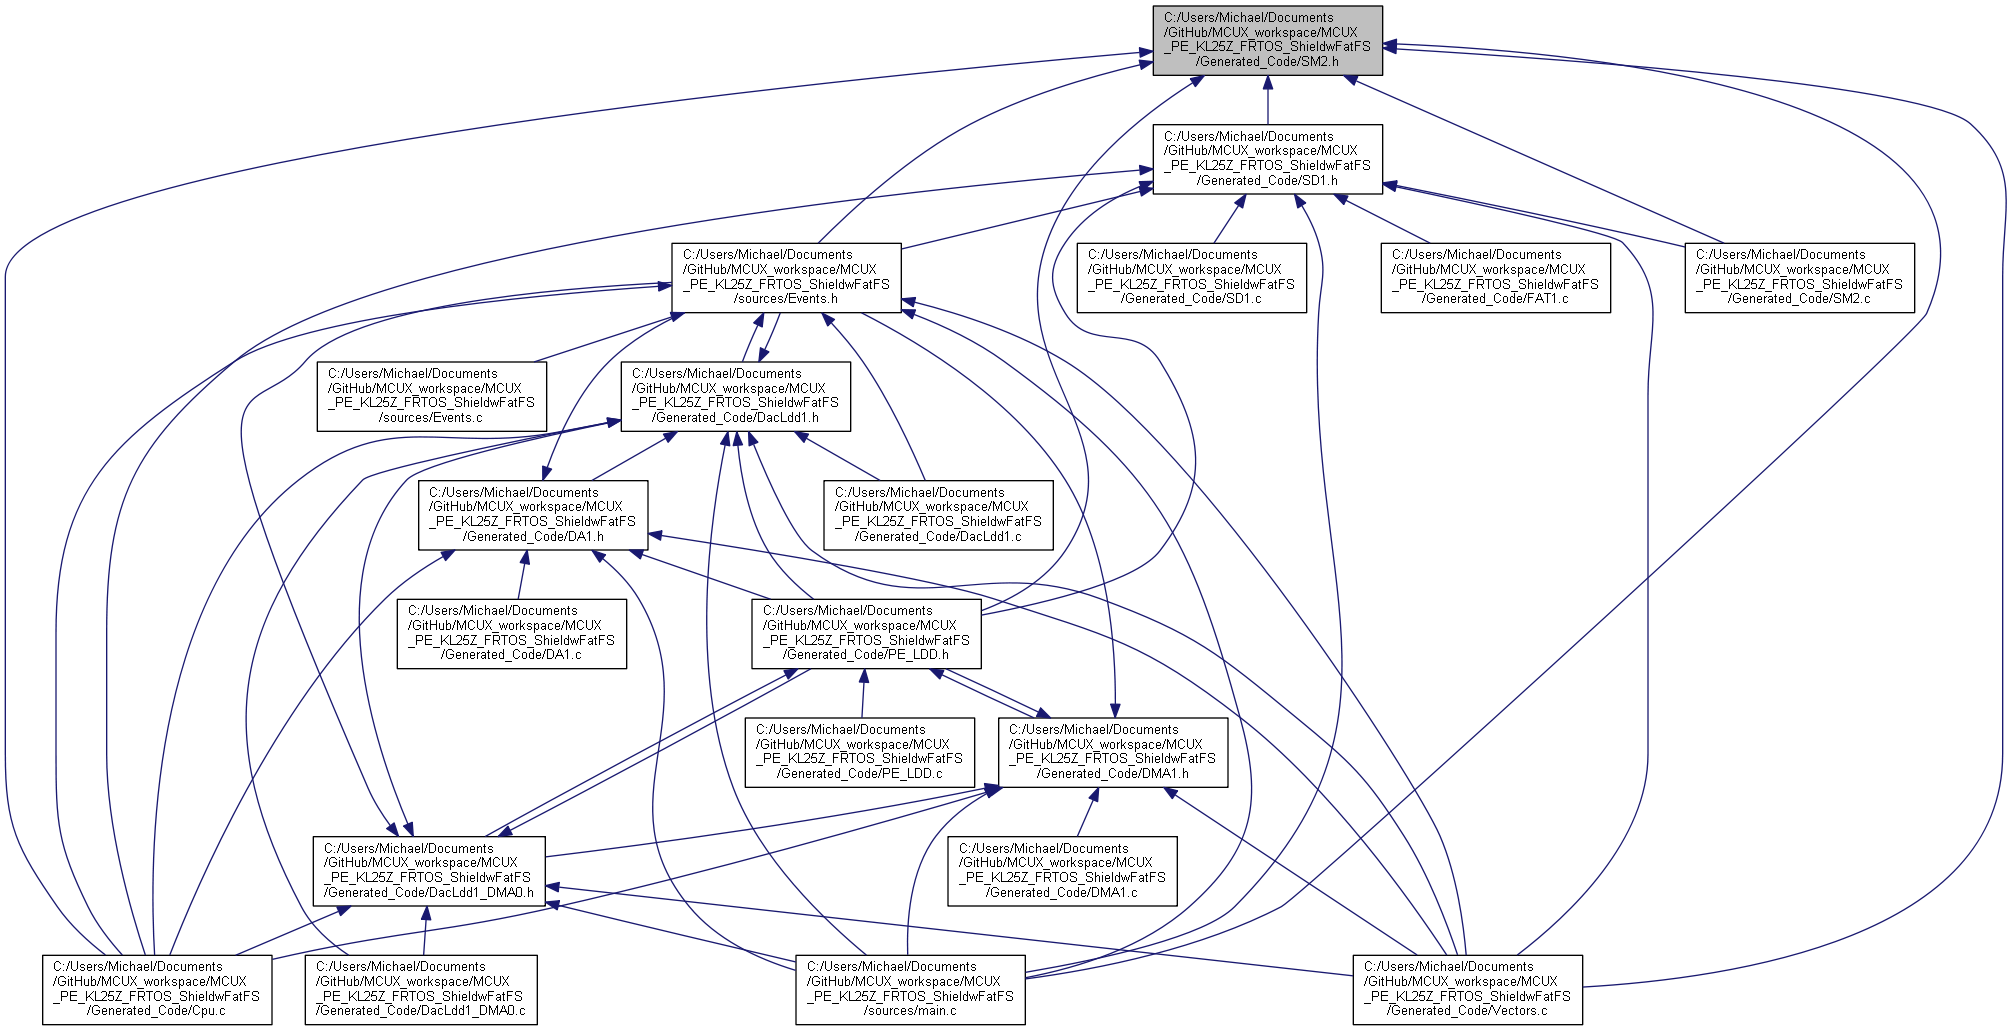 C:/Users/Michael/Documents
/GitHub/MCUX_workspace/MCUX
_PE_KL25Z_FRTOS_ShieldwFatFS
/Generated_Code/SM2.h
C:/Users/Michael/Documents
/GitHub/MCUX_workspace/MCUX
_PE_KL25Z_FRTOS_ShieldwFatFS
/Generated_Code/SD1.h
C:/Users/Michael/Documents
/GitHub/MCUX_workspace/MCUX
_PE_KL25Z_FRTOS_ShieldwFatFS
/sources/Events.h
C:/Users/Michael/Documents
/GitHub/MCUX_workspace/MCUX
_PE_KL25Z_FRTOS_ShieldwFatFS
/Generated_Code/SD1.c
C:/Users/Michael/Documents
/GitHub/MCUX_workspace/MCUX
_PE_KL25Z_FRTOS_ShieldwFatFS
/Generated_Code/FAT1.c
C:/Users/Michael/Documents
/GitHub/MCUX_workspace/MCUX
_PE_KL25Z_FRTOS_ShieldwFatFS
/Generated_Code/SM2.c
C:/Users/Michael/Documents
/GitHub/MCUX_workspace/MCUX
_PE_KL25Z_FRTOS_ShieldwFatFS
/sources/Events.c
C:/Users/Michael/Documents
/GitHub/MCUX_workspace/MCUX
_PE_KL25Z_FRTOS_ShieldwFatFS
/Generated_Code/DacLdd1.h
C:/Users/Michael/Documents
/GitHub/MCUX_workspace/MCUX
_PE_KL25Z_FRTOS_ShieldwFatFS
/Generated_Code/DA1.h
C:/Users/Michael/Documents
/GitHub/MCUX_workspace/MCUX
_PE_KL25Z_FRTOS_ShieldwFatFS
/Generated_Code/DacLdd1.c
C:/Users/Michael/Documents
/GitHub/MCUX_workspace/MCUX
_PE_KL25Z_FRTOS_ShieldwFatFS
/Generated_Code/DA1.c
C:/Users/Michael/Documents
/GitHub/MCUX_workspace/MCUX
_PE_KL25Z_FRTOS_ShieldwFatFS
/Generated_Code/PE_LDD.h
C:/Users/Michael/Documents
/GitHub/MCUX_workspace/MCUX
_PE_KL25Z_FRTOS_ShieldwFatFS
/Generated_Code/PE_LDD.c
C:/Users/Michael/Documents
/GitHub/MCUX_workspace/MCUX
_PE_KL25Z_FRTOS_ShieldwFatFS
/Generated_Code/DMA1.h
C:/Users/Michael/Documents
/GitHub/MCUX_workspace/MCUX
_PE_KL25Z_FRTOS_ShieldwFatFS
/Generated_Code/DacLdd1_DMA0.h
C:/Users/Michael/Documents
/GitHub/MCUX_workspace/MCUX
_PE_KL25Z_FRTOS_ShieldwFatFS
/Generated_Code/DMA1.c
C:/Users/Michael/Documents
/GitHub/MCUX_workspace/MCUX
_PE_KL25Z_FRTOS_ShieldwFatFS
/Generated_Code/Cpu.c
C:/Users/Michael/Documents
/GitHub/MCUX_workspace/MCUX
_PE_KL25Z_FRTOS_ShieldwFatFS
/Generated_Code/DacLdd1_DMA0.c
C:/Users/Michael/Documents
/GitHub/MCUX_workspace/MCUX
_PE_KL25Z_FRTOS_ShieldwFatFS
/sources/main.c
C:/Users/Michael/Documents
/GitHub/MCUX_workspace/MCUX
_PE_KL25Z_FRTOS_ShieldwFatFS
/Generated_Code/Vectors.c